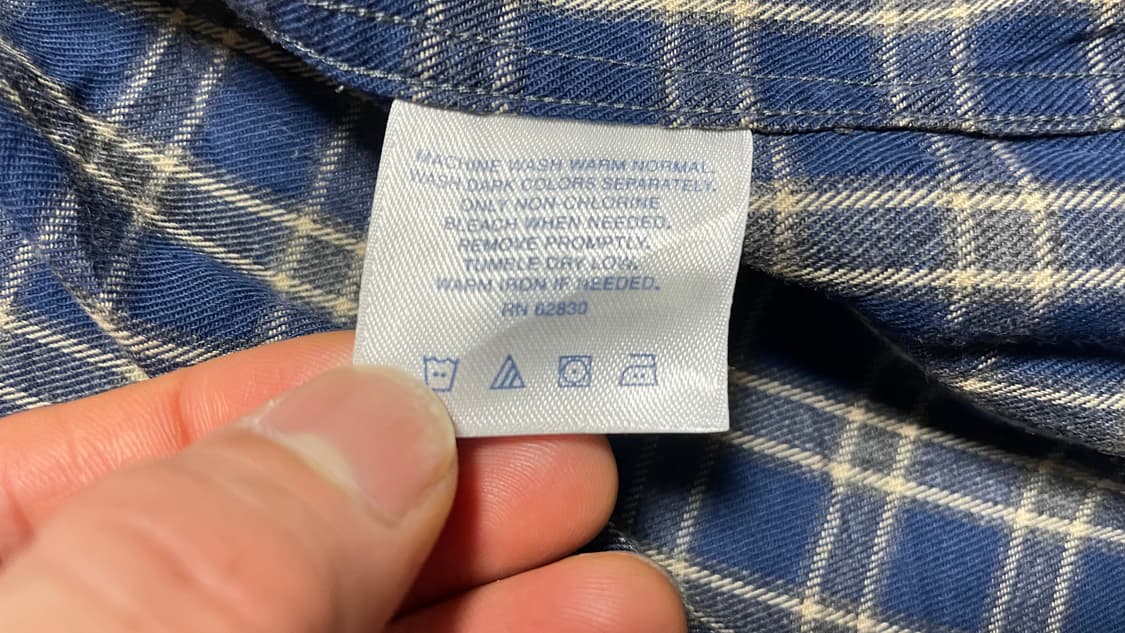 MACHINE WASH WARM NORMAL.
WASH DARK COLORS SEPARATELY.
ONLY NON-CHLORINE
BLEACH WHEN NEEDED.
REMOVE PROMPTLY.
TUMBLE DRY LOW.
WARM IRON IF NEEDED.
RN 62830